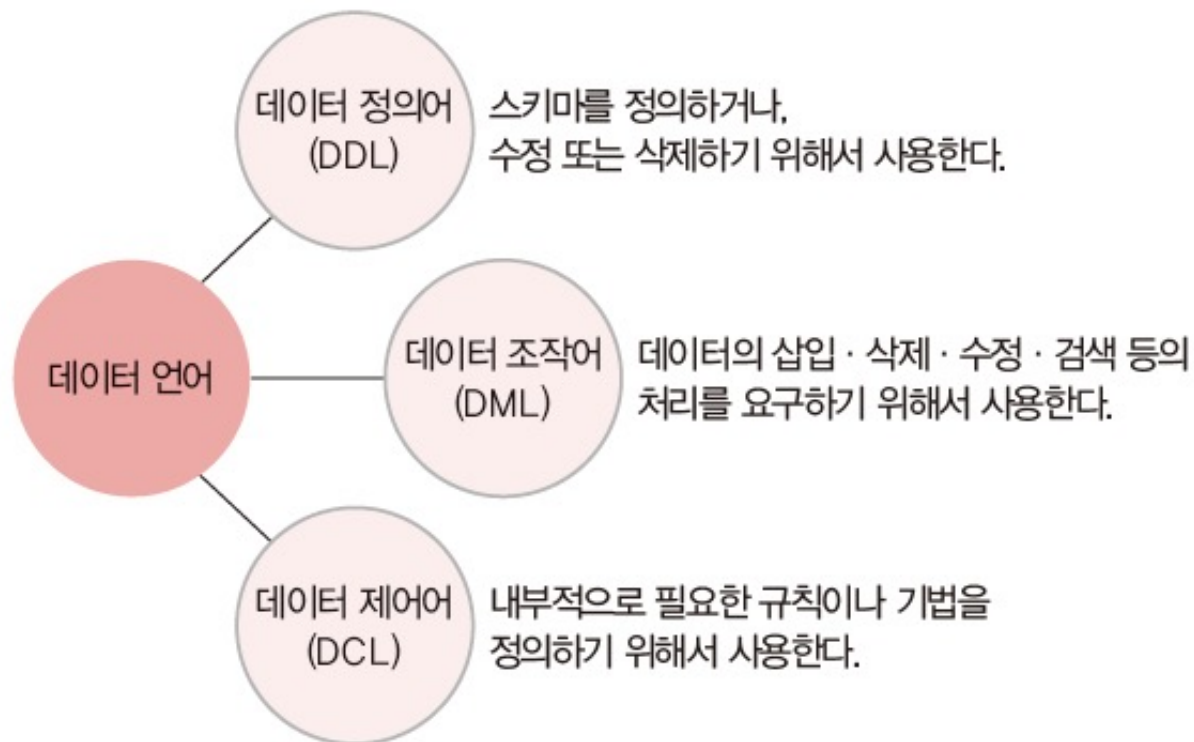 데이터 정의어
(DDL)
스키마를 정의하거나,
수정 또는 삭제하기 위해서 사용한다.
데이터 언어
데이터 조작어
(DML)
데이터의 삽입 · 삭제 · 수정 · 검색 등의
처리를 요구하기 위해서 사용한다.
데이터 제어어
(DCL)
내부적으로 필요한 규칙이나 기법을
정의하기 위해서 사용한다.